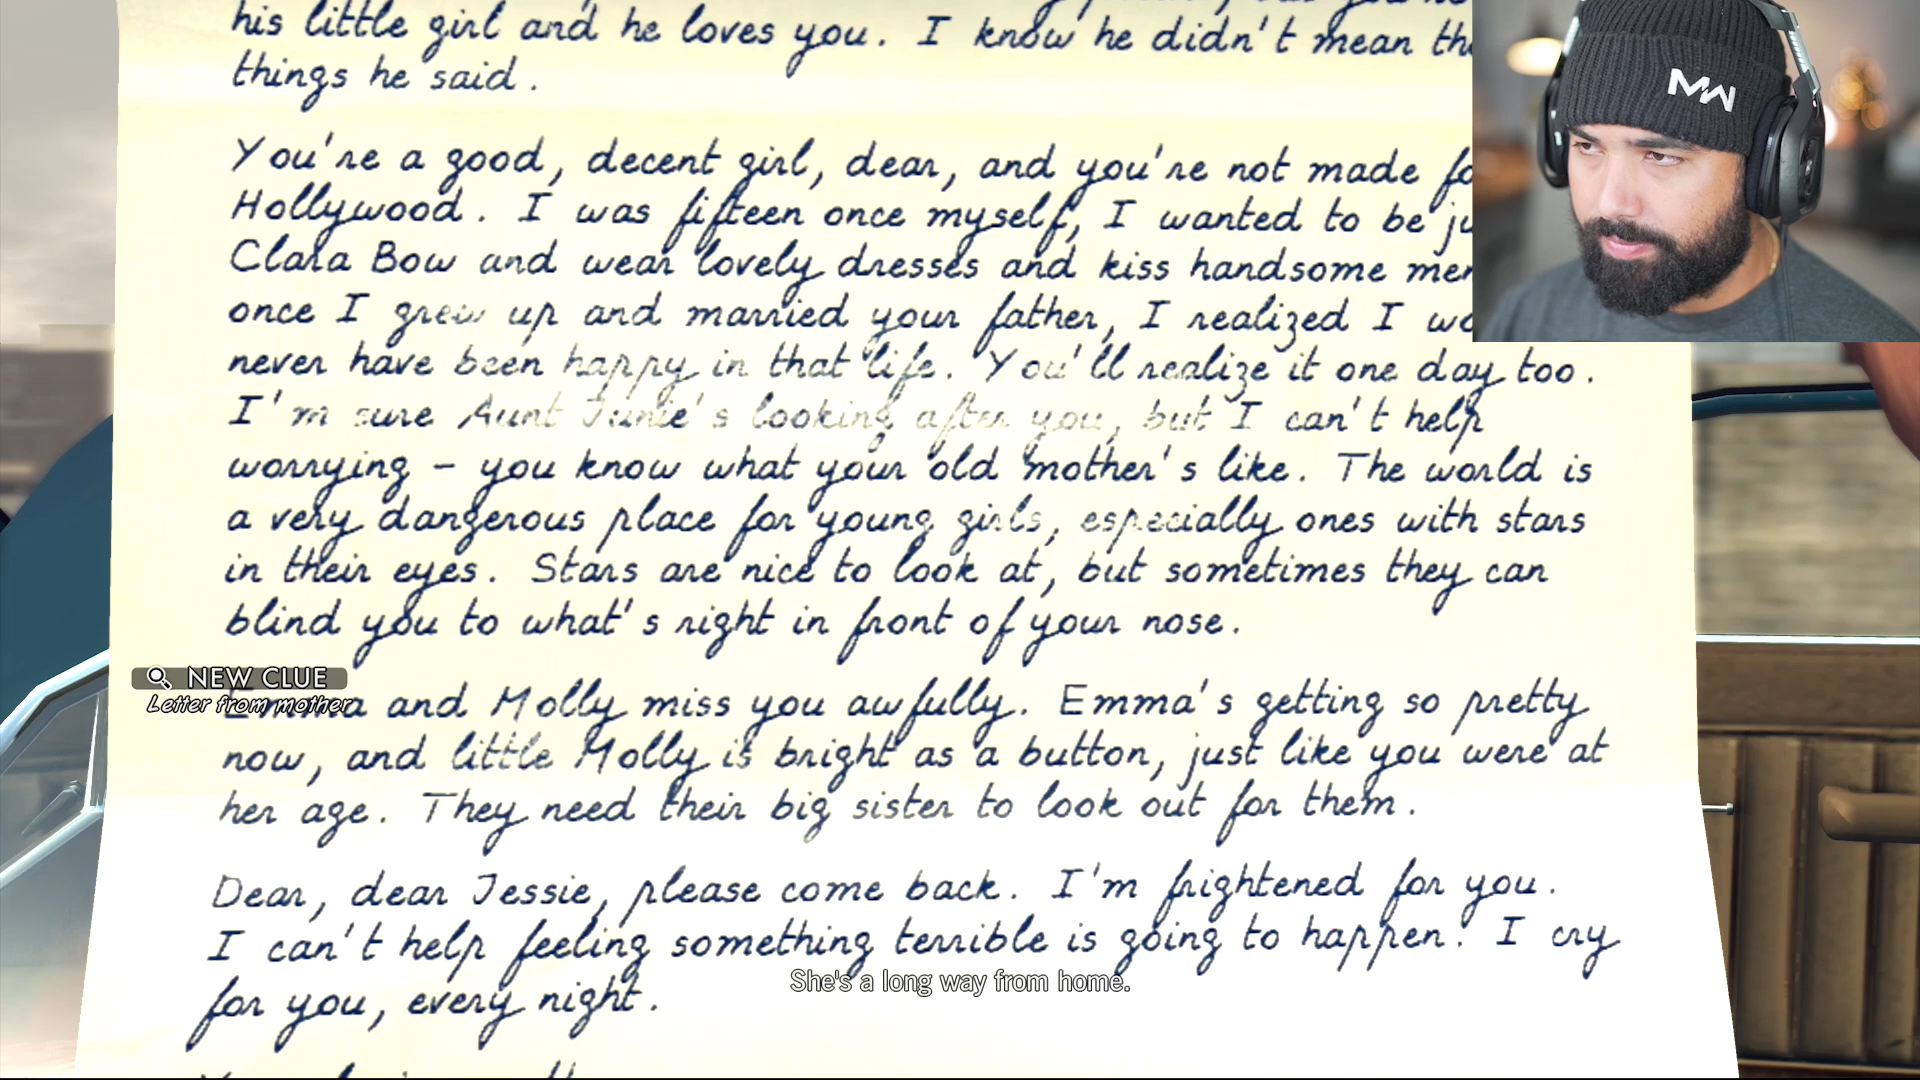 his little girl and he loves you. I know he didn't mean
things he said.
You're a good, decent girl, dear, and you're not made
Hollywood. I was fifteen once myself, I wanted to be
Clara Bow and wear lovely dresses and kiss handsome
once I grew up and married your father, I realized I
never have been happy in that life. You'll realize it one day too.
I'm sure Aunt Junie's looking after you, but I can't help
worrying - you know what your old mother's like. The world is
a very dangerous place for young girls, especially ones with stars
in their eyes. Stars are nice to look at, but sometimes they can
blind you to what's right in front of your nose.
NEW CLUE
Letter from mother
Emma and Molly miss you awfully. Emma's getting so pretty
now, and little Molly is bright as a button, just like you were at
her age. They need their big sister to look out for them.
Dear, dear Jessie, please come back. I'm frightened for you.
I can't help feeling something terrible is going to happen. I cry
She's a long way from home.
for you, every night.
MW